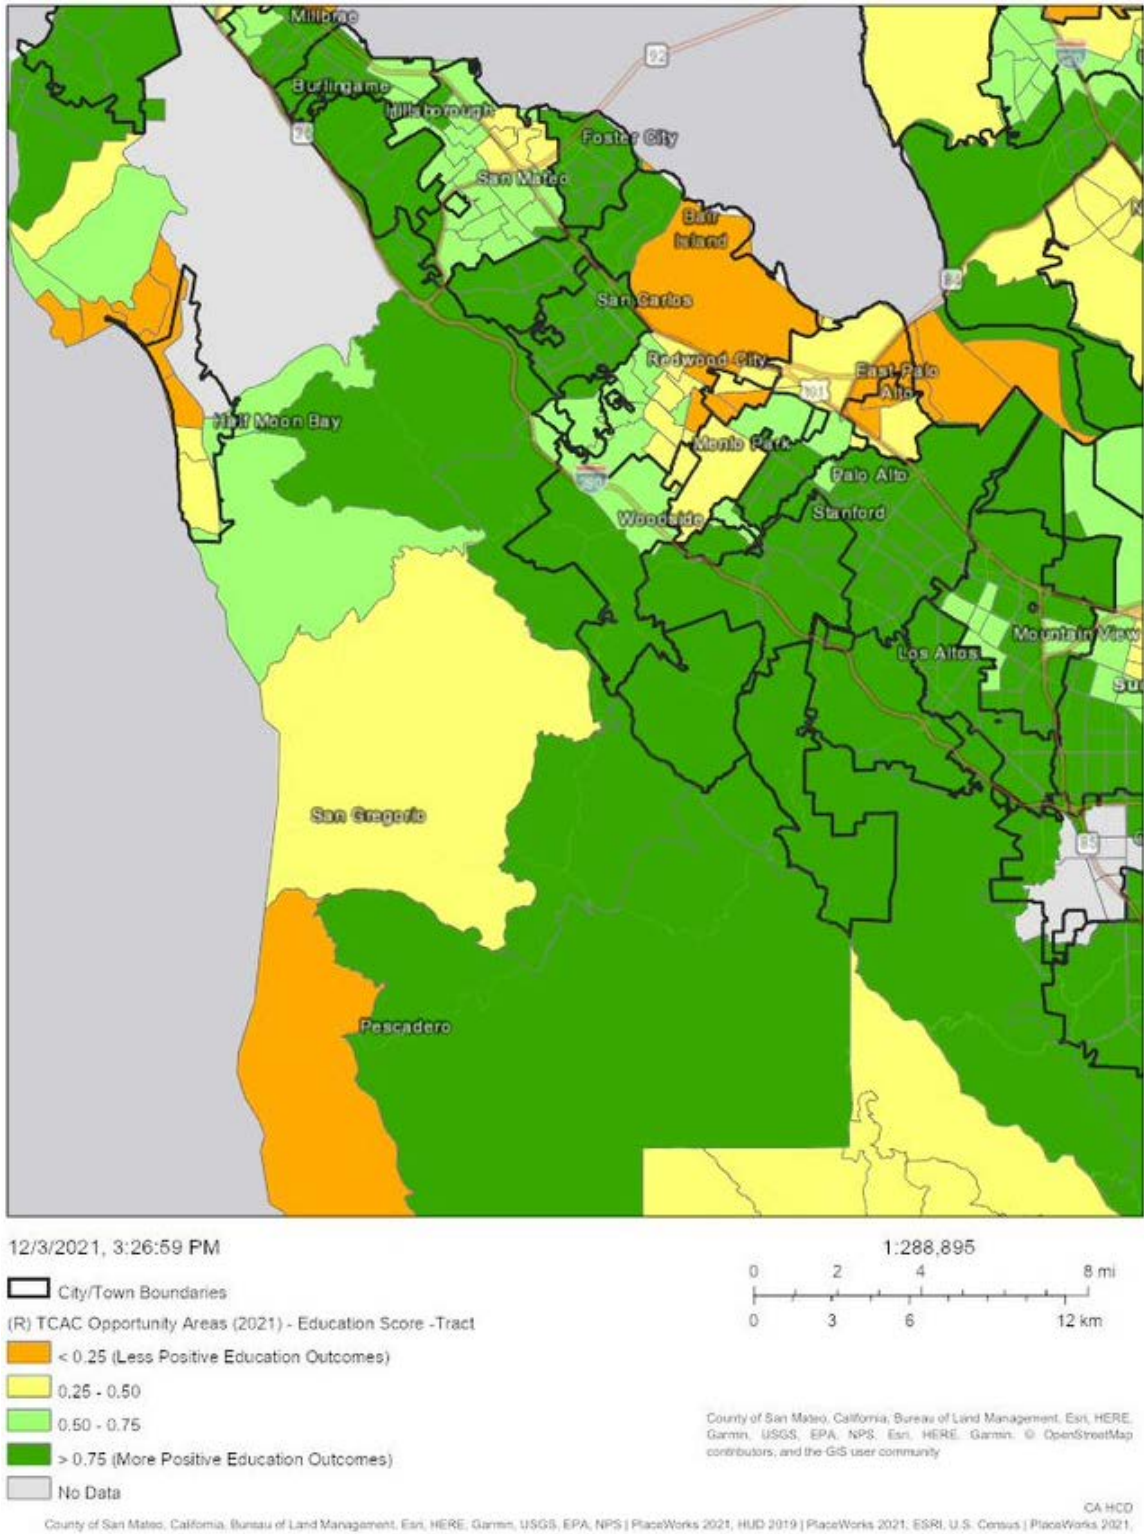 Millbrae
92
Burlingame
Hillsborough
Foster City
San Mateo
Bair
Island
84
San Carlos
Redwood City
East Palo
Alto
101
Half Moon Bay
Menlo Park
Palo Alto
280
Stanford
Woodside
Mountain View
Los Altos
Su
San Gregorio
85
Pescadero
12/3/2021, 3:26:59 PM
1:288,895
0 2 4 8 mi
0 3 6 12 km
City/Town Boundaries
(R) TCAC Opportunity Areas (2021) - Education Score -Tract
< 0.25 (Less Positive Education Outcomes)
0.25 - 0.50
0.50 - 0.75
> 0.75 (More Positive Education Outcomes)
No Data
County of San Mateo, California, Bureau of Land Management, Esri, HERE,
Garmin, USGS, EPA, NPS, Esri, HERE, Garmin, © OpenStreetMap
contributors, and the GIS user community
CA HCD
County of San Mateo, California, Bureau of Land Management, Esri, HERE, Garmin, USGS, EPA, NPS | PlaceWorks 2021, HUD 2019 | PlaceWorks 2021, ESRI, U.S. Census | PlaceWorks 2021,